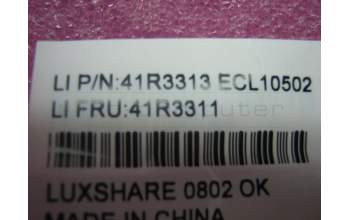 LI P/N:41R3313 ECL10502
LI FRU:41R3311
LUXSHARE 0802 OK
MADE IN CHINA